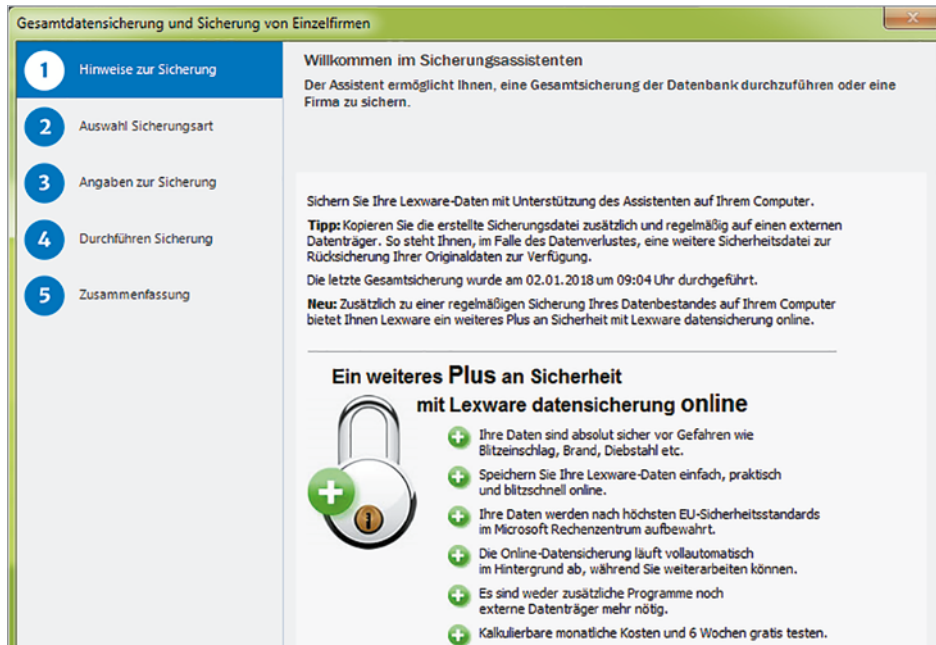 Gesamtdatensicherung und Sicherung von Einzelfirmen
1 Hinweise zur Sicherung
2 Auswahl Sicherungsart
3 Angaben zur Sicherung
4 Durchführen Sicherung
5 Zusammenfassung
Willkommen im Sicherungsassistenten
Der Assistent ermöglicht Ihnen, eine Gesamtsicherung der Datenbank durchzuführen oder eine
Firma zu sichern.
Sichern Sie Ihre Lexware-Daten mit Unterstützung des Assistenten auf Ihrem Computer.
Tipp: Kopieren Sie die erstellte Sicherungsdatei zusätzlich und regelmäßig auf einen externen
Datenträger. So steht Ihnen, im Falle des Datenverlustes, eine weitere Sicherheitsdatei zur
Rücksicherung Ihrer Originaldaten zur Verfügung.
Die letzte Gesamtsicherung wurde am 02.01.2018 um 09:04 Uhr durchgeführt.
Neu: Zusätzlich zu einer regelmäßigen Sicherung Ihres Datenbestandes auf Ihrem Computer
bietet Ihnen Lexware ein weiteres Plus an Sicherheit mit Lexware datensicherung online.
Ein weiteres Plus an Sicherheit
mit Lexware datensicherung online
Ihre Daten sind absolut sicher vor Gefahren wie
Blitzeinschlag, Brand, Diebstahl etc.
Speichern Sie Ihre Lexware-Daten einfach, praktisch
und blitzschnell online.
Ihre Daten werden nach höchsten EU-Sicherheitsstandards
im Microsoft Rechenzentrum aufbewahrt.
Die Online-Datensicherung läuft vollautomatisch
im Hintergrund ab, während Sie weiterarbeiten können.
Es sind weder zusätzliche Programme noch
externe Datenträger mehr nötig.
Kalkulierbare monatliche Kosten und 6 Wochen gratis testen.